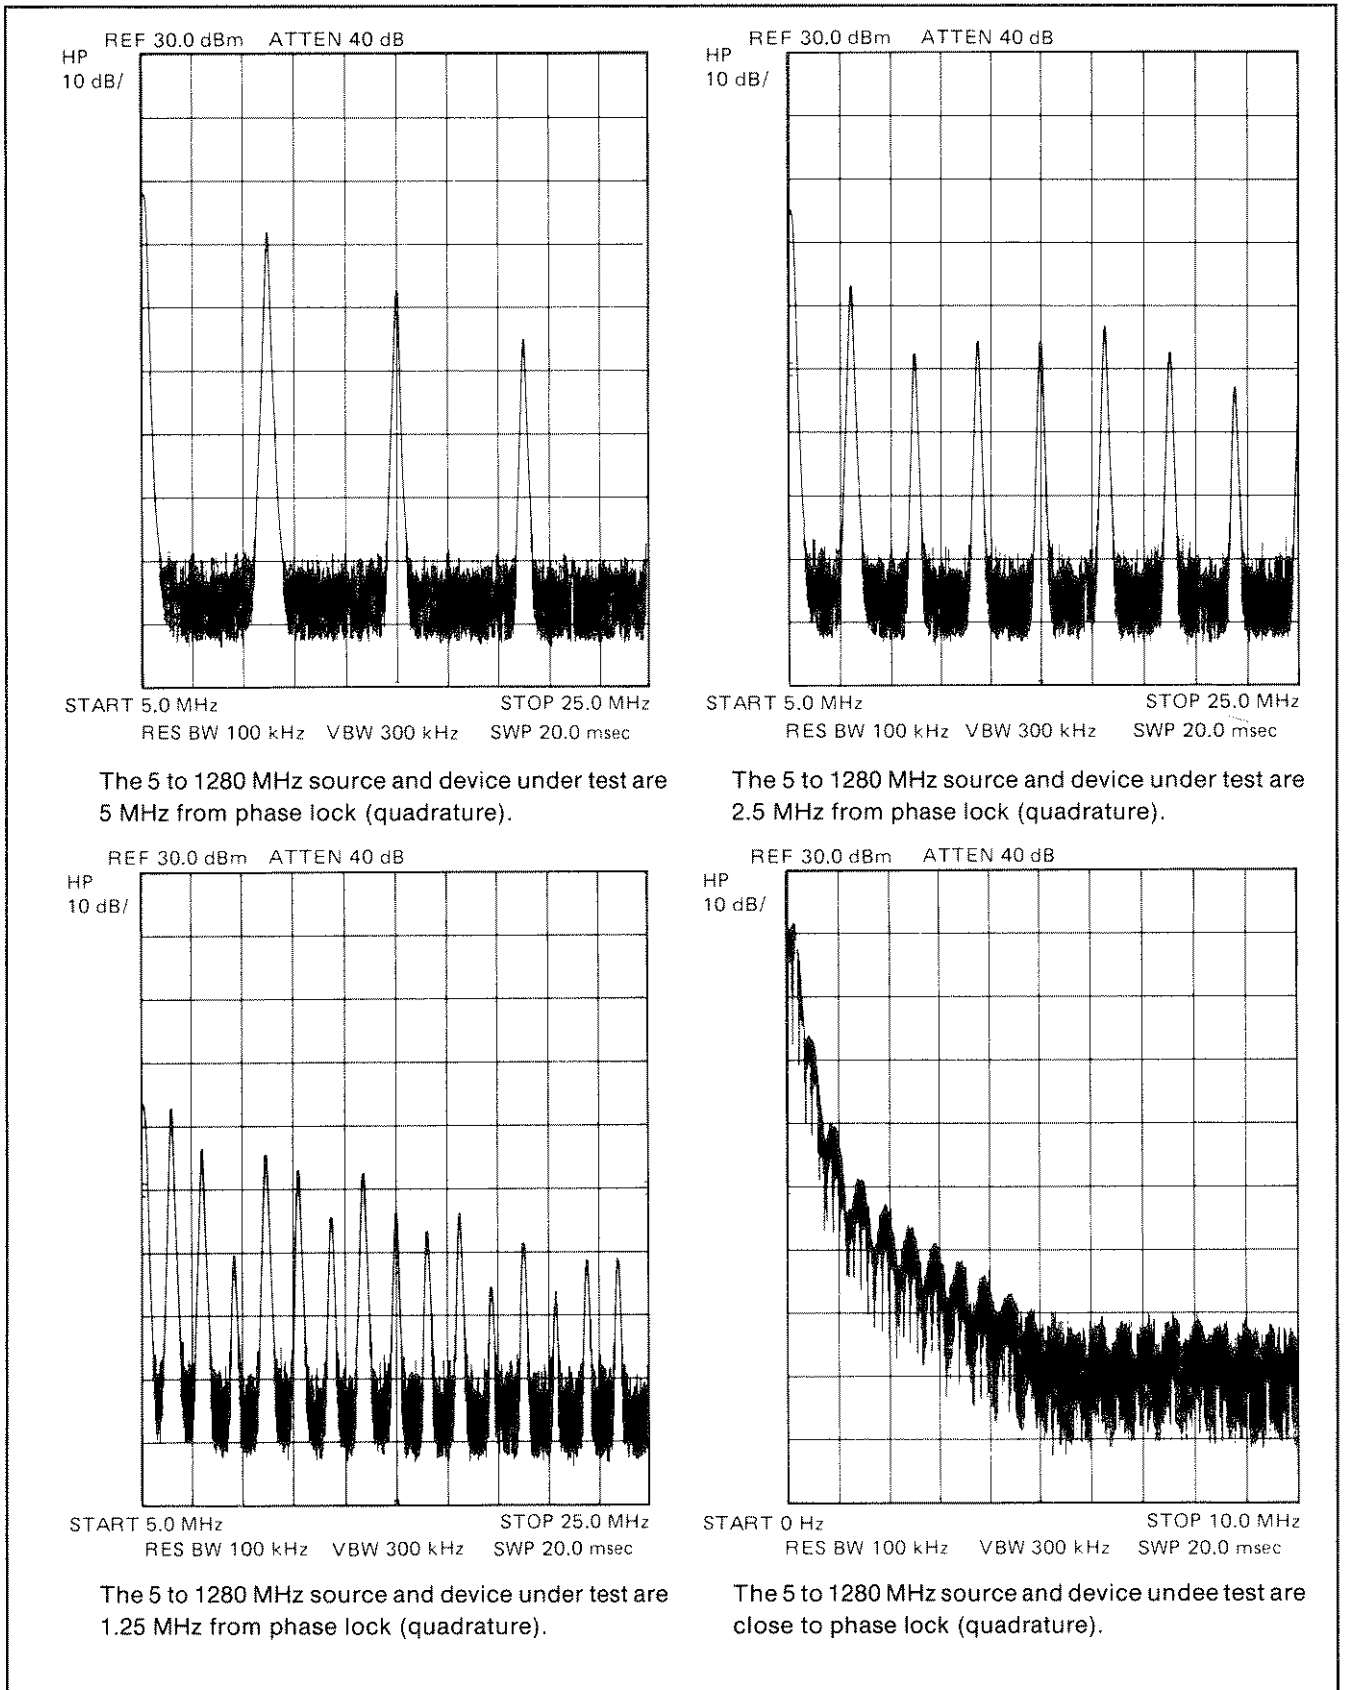 REF 30.0 dBm ATTEN 40 dB
HP
10 dB/
START 5.0 MHz STOP 25.0 MHz
RES BW 100 kHz VBW 300 kHz SWP 20.0 msec
The 5 to 1280 MHz source and device under test are
5 MHz from phase lock (quadrature).
REF 30.0 dBm ATTEN 40 dB
HP
10 dB/
START 5.0 MHz STOP 25.0 MHz
RES BW 100 kHz VBW 300 kHz SWP 20.0 msec
The 5 to 1280 MHz source and device under test are
2.5 MHz from phase lock (quadrature).
REF 30.0 dBm ATTEN 40 dB
HP
10 dB/
START 5.0 MHz STOP 25.0 MHz
RES BW 100 kHz VBW 300 kHz SWP 20.0 msec
The 5 to 1280 MHz source and device under test are
1.25 MHz from phase lock (quadrature).
REF 30.0 dBm ATTEN 40 dB
HP
10 dB/
START 0 Hz STOP 10.0 MHz
RES BW 100 kHz VBW 300 kHz SWP 20.0 msec
The 5 to 1280 MHz source and device undee test are
close to phase lock (quadrature).